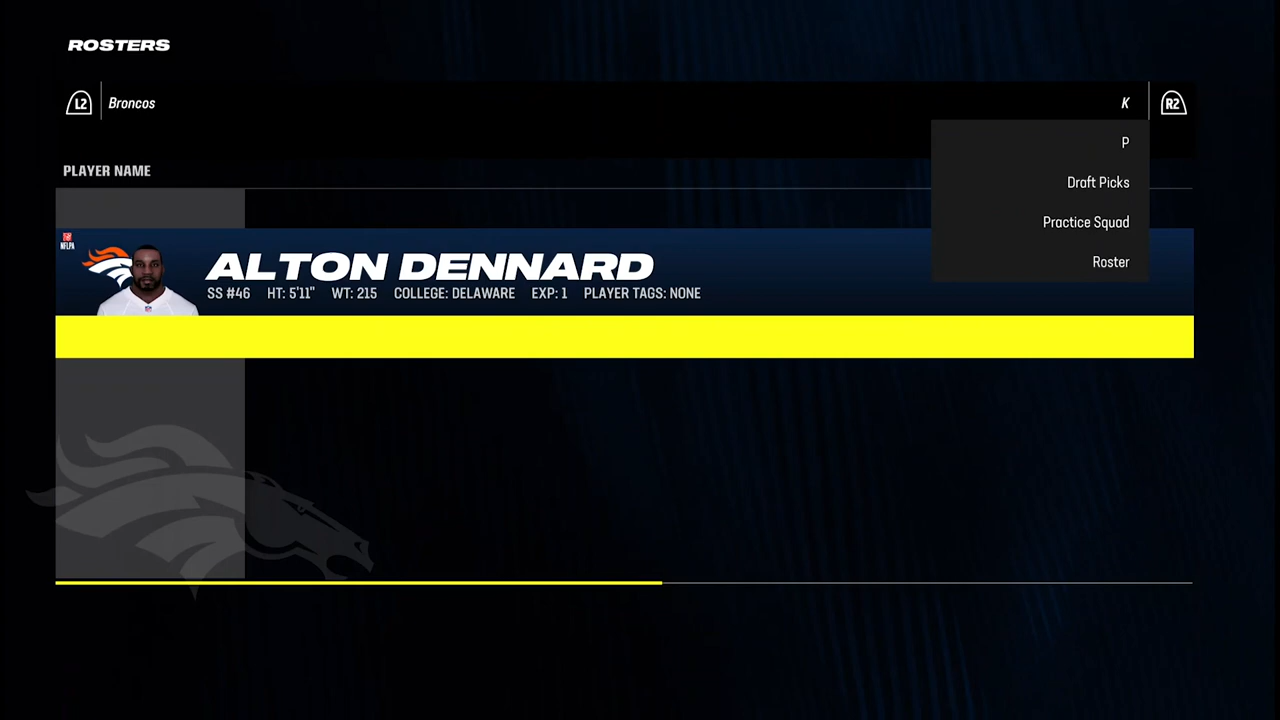 ROSTERS
L2 Broncos K R2
P
PLAYER NAME
Draft Picks
Practice Squad
NFLPA
Roster
ALTON DENNARD
SS #46 HT: 5'11" WT: 215 COLLEGE: DELAWARE EXP: 1 PLAYER TAGS: NONE